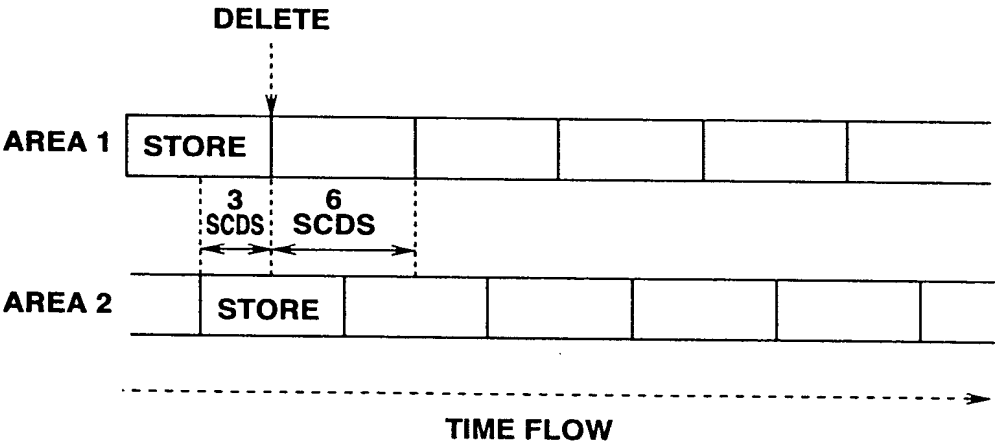 DELETE
AREA 1 STORE
3 6
SCDS SCDS
AREA 2 STORE
TIME FLOW